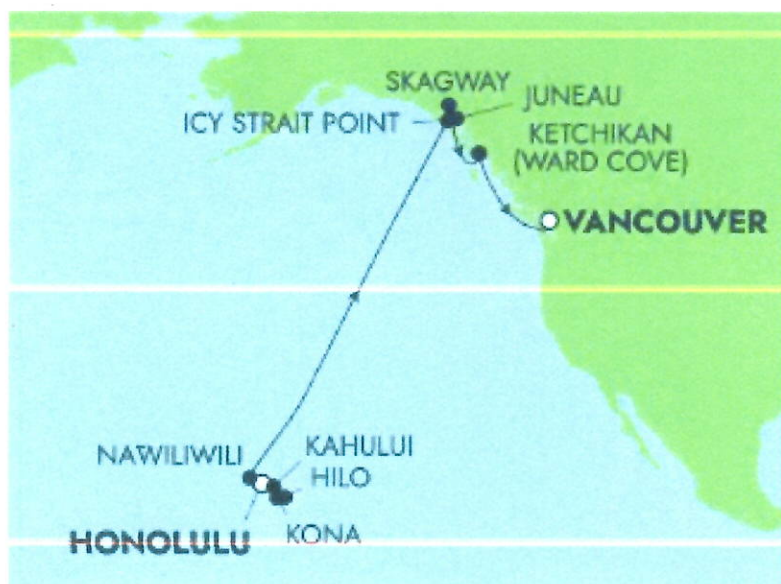 SKAGWAY
JUNEAU
ICY STRAIT POINT
KETCHIKAN
(WARD COVE)
VANCOUVER
NAWILIWILI
KAHULUI
HILO
HONOLULU
KONA